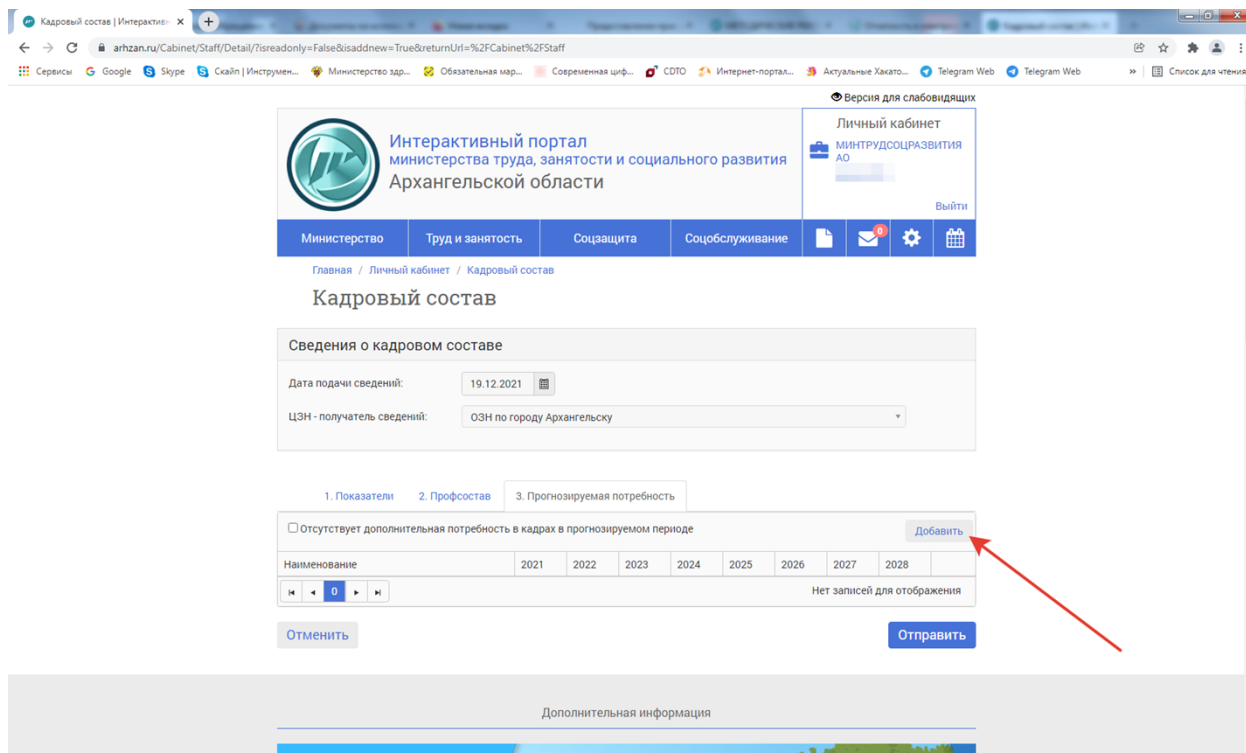 Кадровый состав | Интерактивн
arhzan.ru/Cabinet/Staff/Detail/?isreadonly=False&isaddnew=True&returnUrl=%2FCabinet%2FStaff
Сервисы Google Skype Скайп | Инструмен... Министерство здр... Обязательная мар... Современная циф... CDTO Интернет-портал... Актуальные Хакато... Telegram Web Telegram Web » Список для чтения
Версия для слабовидящих
Интерактивный портал
министерства труда, занятости и социального развития
Архангельской области
Личный кабинет
МИНТРУДСОЦРАЗВИТИЯ
АО
Выйти
Министерство Труд и занятость Соцзащита Соцобслуживание 0
Главная / Личный кабинет / Кадровый состав
Кадровый состав
Сведения о кадровом составе
Дата подачи сведений: 19.12.2021
ЦЗН - получатель сведений: ОЗН по городу Архангельску
1. Показатели 2. Профсостав 3. Прогнозируемая потребность
Отсутствует дополнительная потребность в кадрах в прогнозируемом периоде Добавить
Наименование 2021 2022 2023 2024 2025 2026 2027 2028
0 Нет записей для отображения
Отменить Отправить
Дополнительная информация